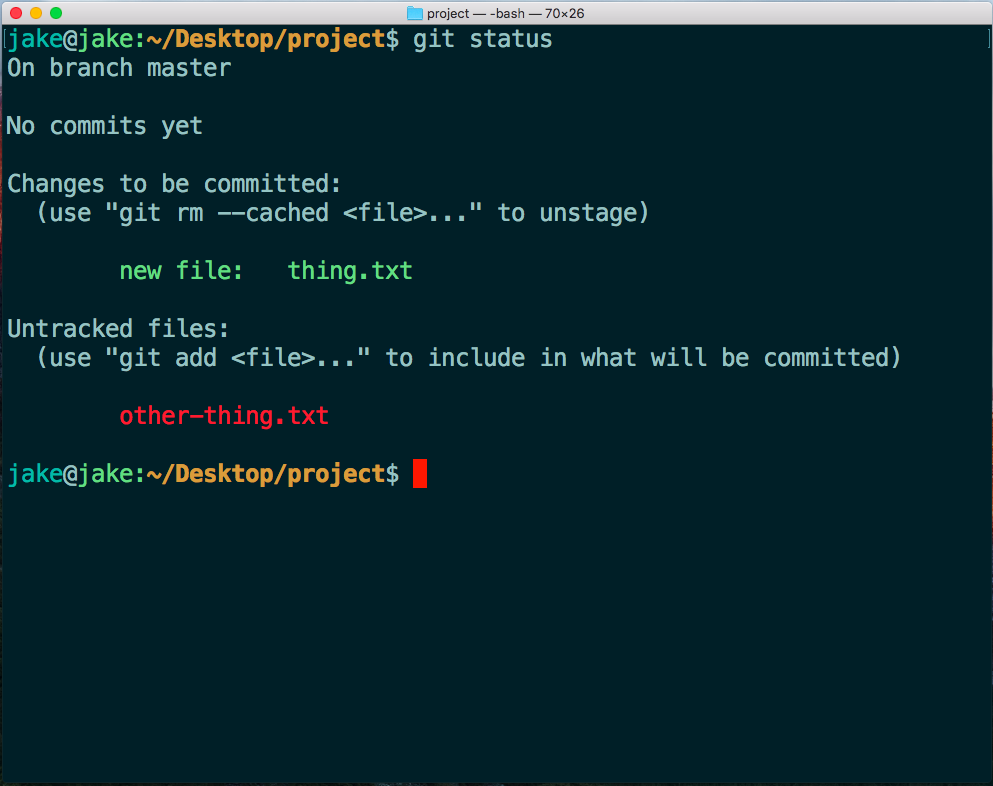 project — -bash — 70×26
jake@jake:~/Desktop/project$ git status
On branch master
No commits yet
Changes to be committed:
(use "git rm --cached <file>..." to unstage)
new file: thing.txt
Untracked files:
(use "git add <file>..." to include in what will be committed)
other-thing.txt
jake@jake:~/Desktop/project$